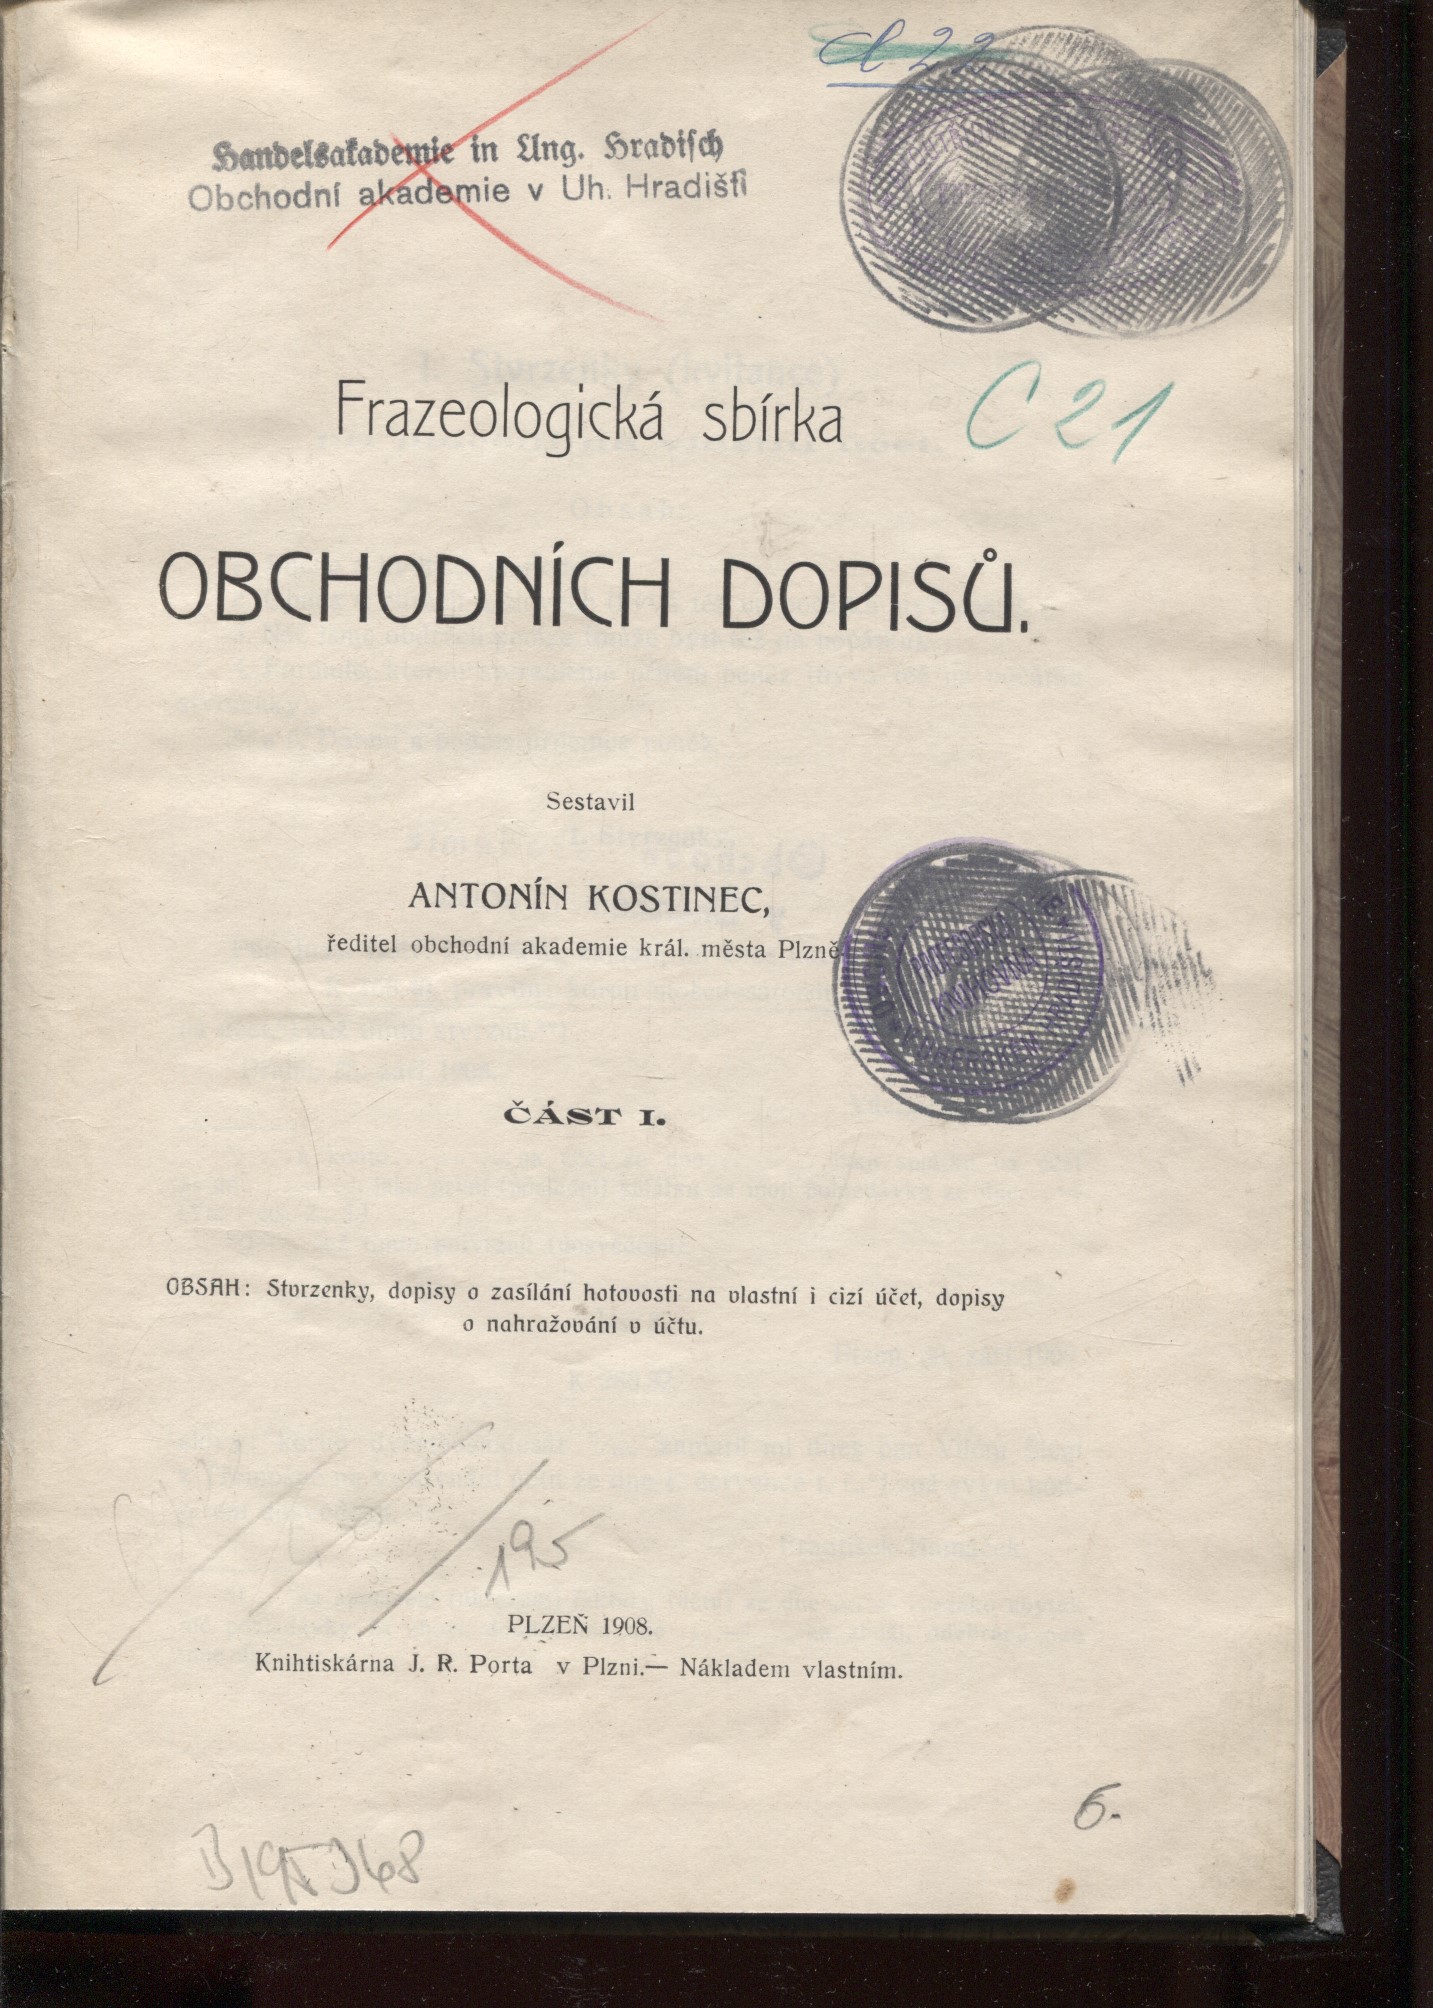 Handelsakademie in Ung. Hradisch
Obchodní akademie v Uh. Hradišti
C 21
Frazeologická sbírka
OBCHODNÍCH DOPISŮ.
Sestavil
ANTONÍN KOSTINEC,
ředitel obchodní akademie král. města Plzně
PROFESORSKÁ
KNIHOVNA
ČÁST I.
OBSAH: Stvrzenky, dopisy o zasílání hotovosti na vlastní i cizí účet, dopisy
o nahražování v účtu.
195
PLZEŇ 1908.
Knihtiskárna J. R. Porta v Plzni.— Nákladem vlastním.
6.-